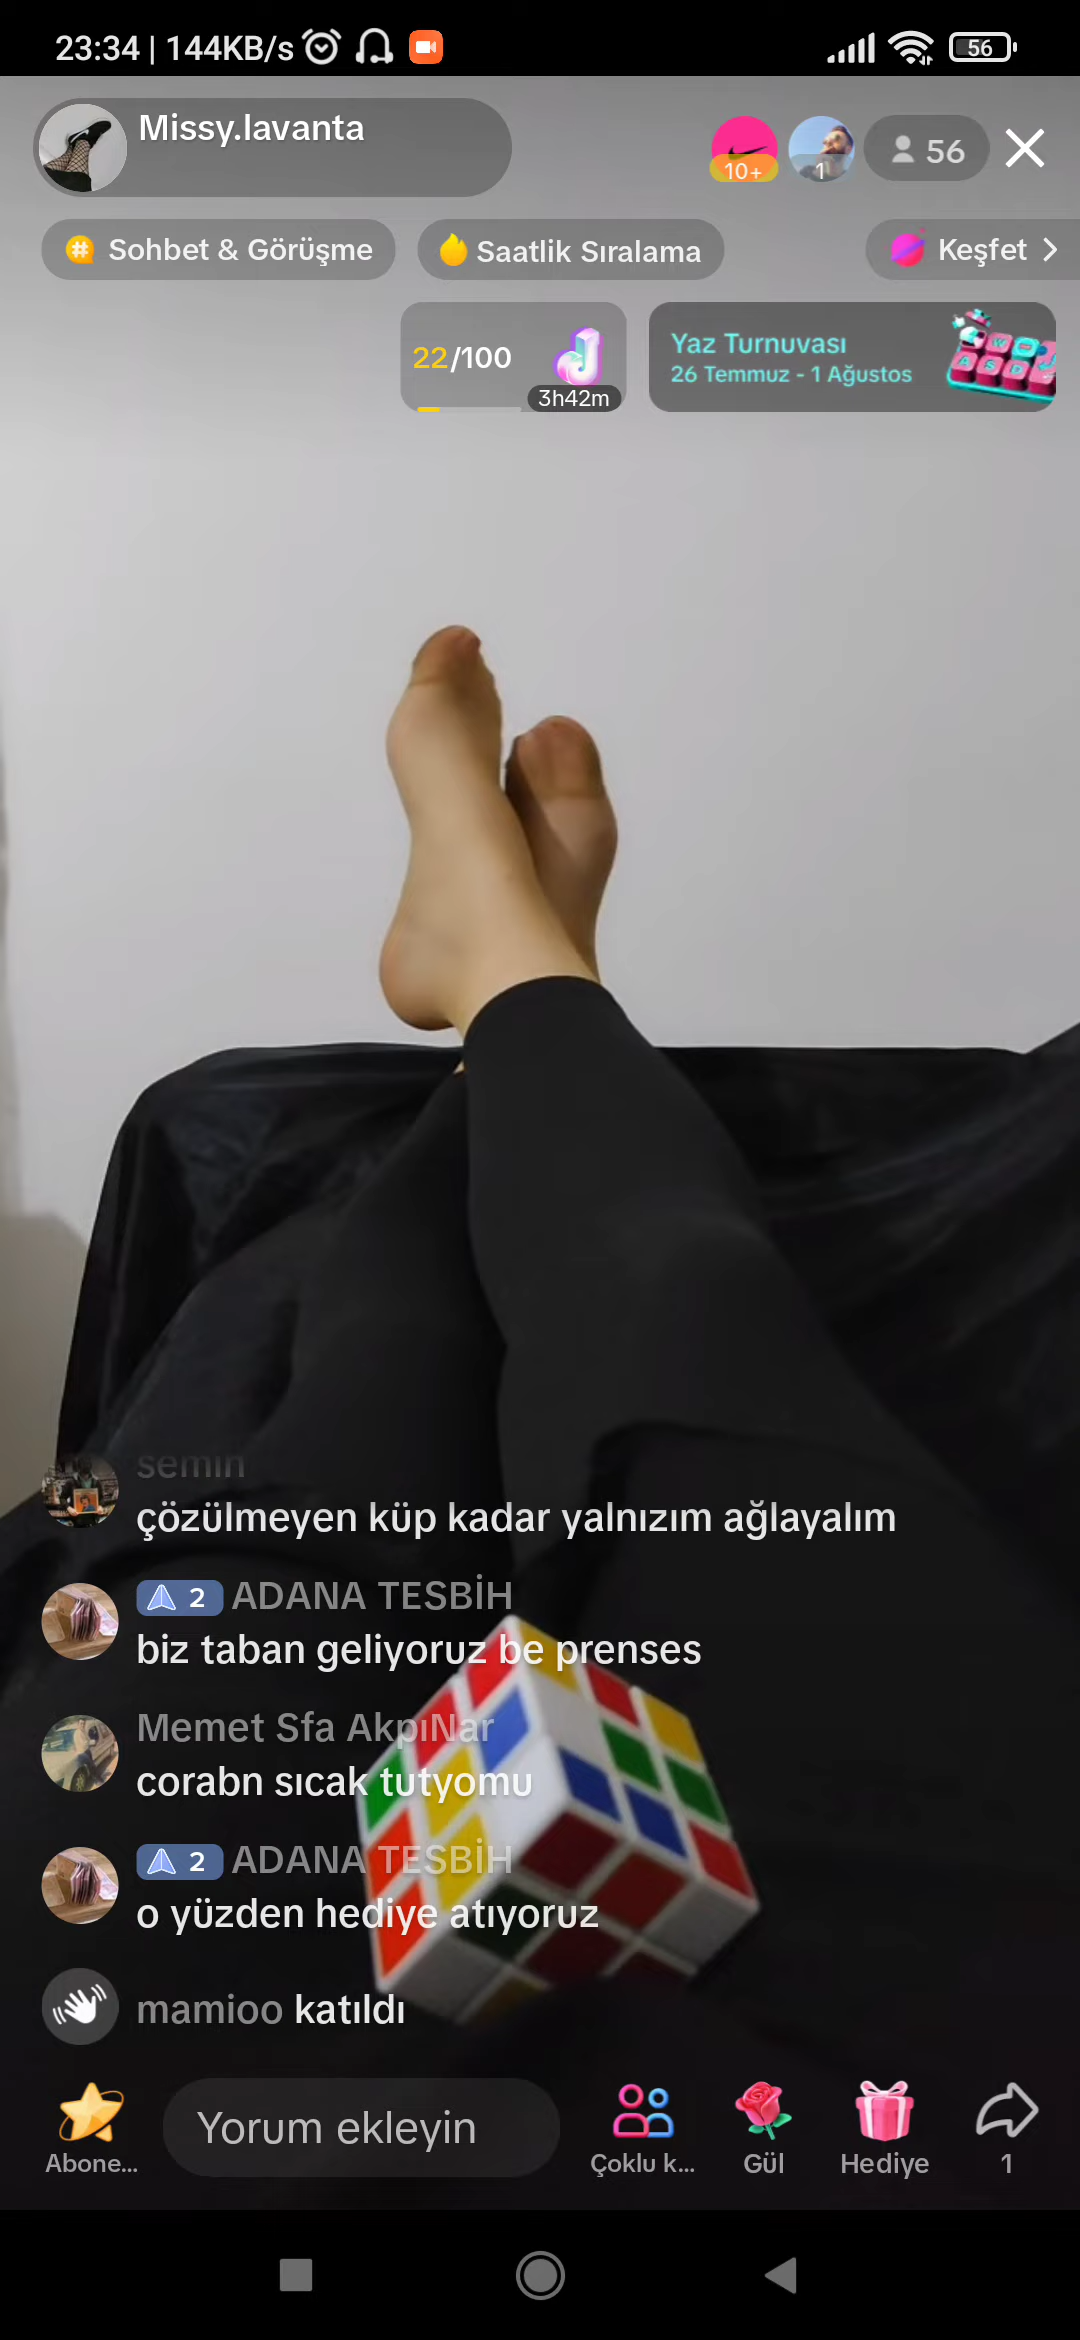 23:34 | 144KB/s
56
Missy.lavanta
10+
1
56
Sohbet & Görüşme
Saatlik Sıralama
Keşfet
22/100
3h42m
Yaz Turnuvası
26 Temmuz - 1 Ağustos
W
A S D
semin
çözülmeyen küp kadar yalnızım ağlayalım
2 ADANA TESBİH
biz taban geliyoruz be prenses
Memet Sfa AkpıNar
corabn sıcak tutyomu
2 ADANA TESBİH
o yüzden hediye atıyoruz
mamioo katıldı
Yorum ekleyin
Abone...
Çoklu k...
Gül
Hediye
1